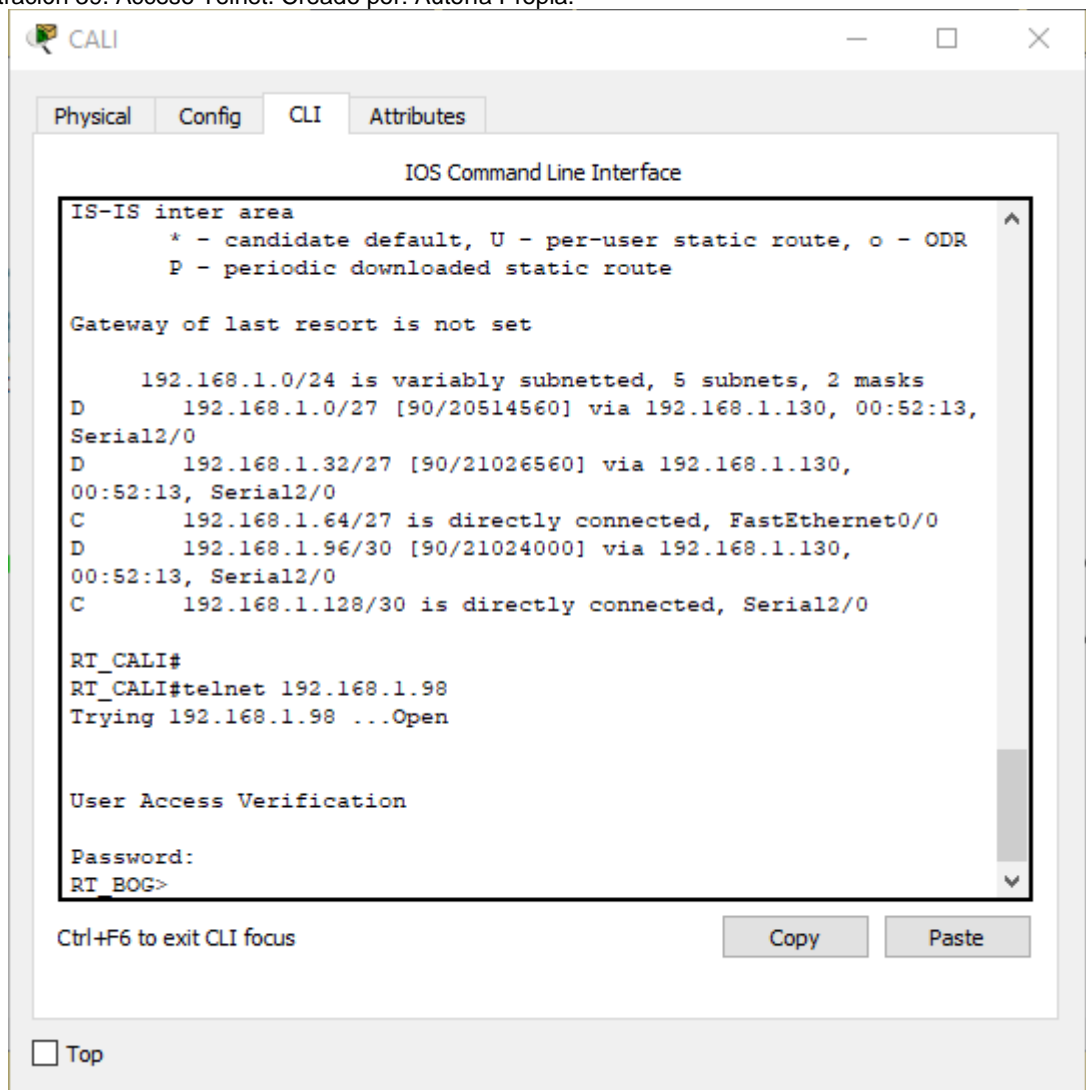 Acceso Telnet. Creado por: Autoría Propia.
CALI
Physical Config CLI Attributes
IOS Command Line Interface
IS-IS inter area
* - candidate default, U - per-user static route, o - ODR
P - periodic downloaded static route
Gateway of last resort is not set
192.168.1.0/24 is variably subnetted, 5 subnets, 2 masks
D 192.168.1.0/27 [90/20514560] via 192.168.1.130, 00:52:13,
Serial2/0
D 192.168.1.32/27 [90/21026560] via 192.168.1.130,
00:52:13, Serial2/0
C 192.168.1.64/27 is directly connected, FastEthernet0/0
D 192.168.1.96/30 [90/21024000] via 192.168.1.130,
00:52:13, Serial2/0
C 192.168.1.128/30 is directly connected, Serial2/0
RT_CALI#
RT_CALI#telnet 192.168.1.98
Trying 192.168.1.98 ...Open
User Access Verification
Password:
RT_BOG>
Ctrl+F6 to exit CLI focus
Copy Paste
Top